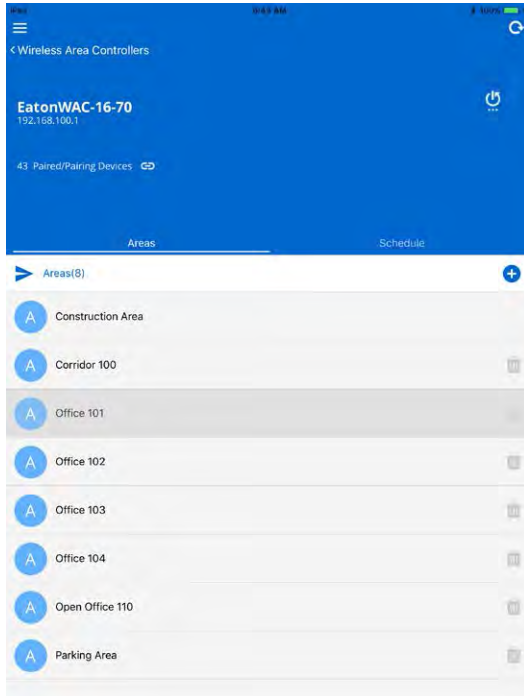 iPad 9:43 AM 100%
< Wireless Area Controllers
EatonWAC-16-70
192.168.100.1
43 Paired/Pairing Devices
Areas Schedule
Areas(8)
A Construction Area
A Corridor 100
A Office 101
A Office 102
A Office 103
A Office 104
A Open Office 110
A Parking Area